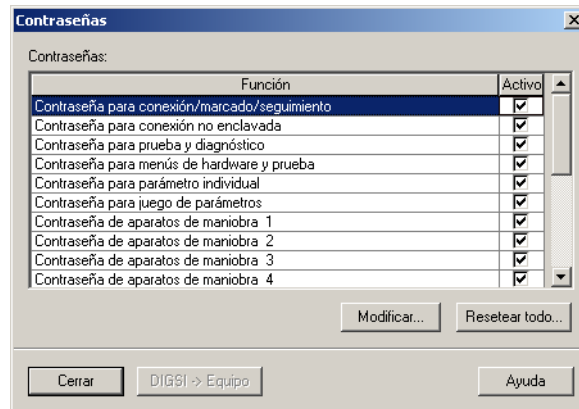 Contraseñas
Contraseñas:
Función Activo
Contraseña para conexión/marcado/seguimiento
Contraseña para conexión no enclavada
Contraseña para prueba y diagnóstico
Contraseña para menús de hardware y prueba
Contraseña para parámetro individual
Contraseña para juego de parámetros
Contraseña de aparatos de maniobra 1
Contraseña de aparatos de maniobra 2
Contraseña de aparatos de maniobra 3
Contraseña de aparatos de maniobra 4
Modificar... Resetear todo...
Cerrar DIGSI -> Equipo Ayuda